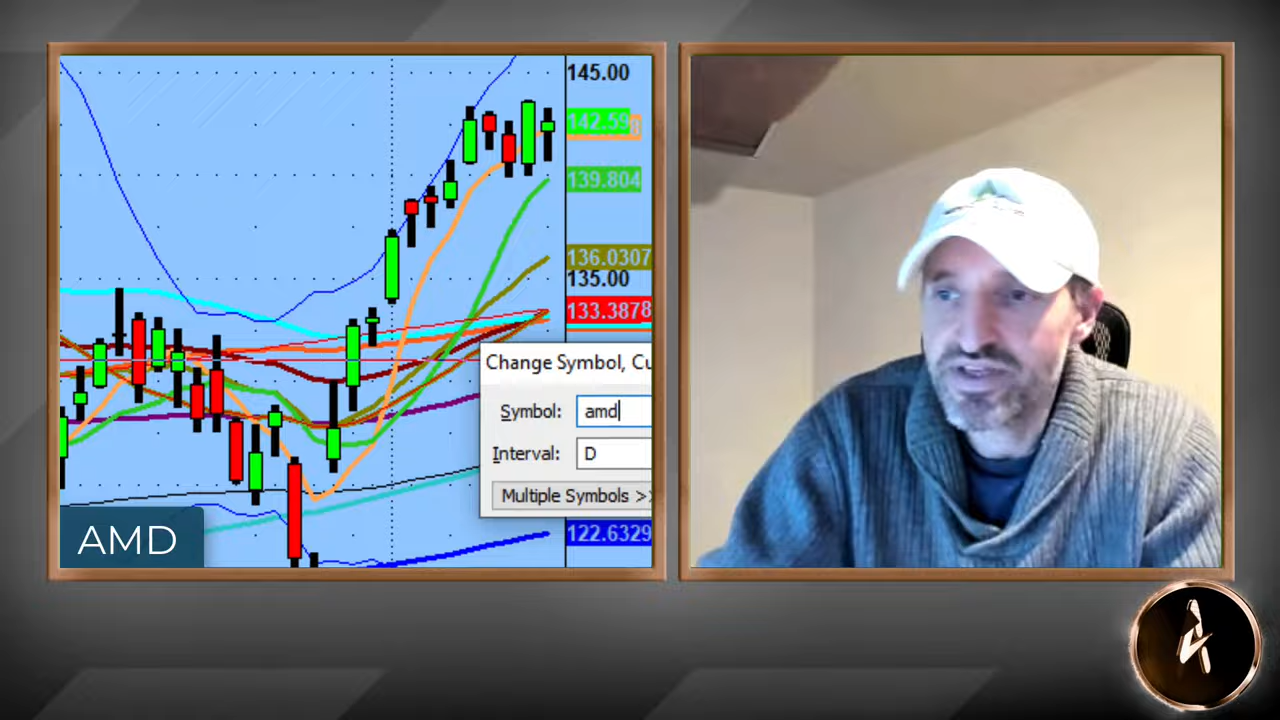 145.00
142.59
139.804
136.0307
135.00
133.3878
Change Symbol, Cu
Symbol: amd
Interval: D
Multiple Symbols >>
122.6329
AMD